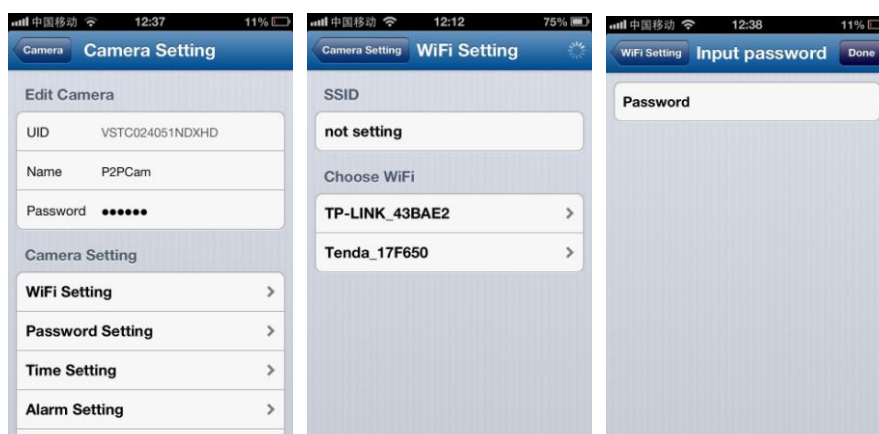 中国移动 12:37 11%
Camera Camera Setting
Edit Camera
UID VSTC024051NDXHD
Name P2PCam
Password ●●●●●●
Camera Setting
WiFi Setting
Password Setting
Time Setting
Alarm Setting
中国移动 12:12 75%
Camera Setting WiFi Setting
SSID
not setting
Choose WiFi
TP-LINK_43BAE2
Tenda_17F650
中国移动 12:38 11%
WiFi Setting Input password Done
Password